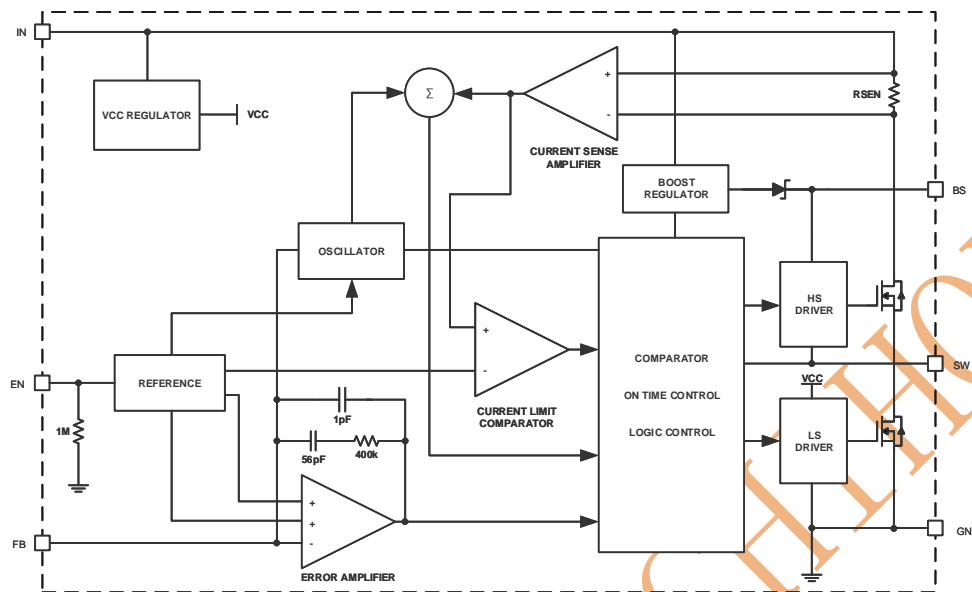 IN
VCC REGULATOR
VCC
Σ
+
-
RSEN
CURRENT SENSE
AMPLIFIER
BOOST
REGULATOR
BS
OSCILLATOR
HS
DRIVER
+
-
CURRENT LIMIT
COMPARATOR
COMPARATOR
ON TIME CONTROL
LOGIC CONTROL
SW
EN
REFERENCE
1M
VCC
LS
DRIVER
1pF
56pF
400k
+
+
-
ERROR AMPLIFIER
FB
GN